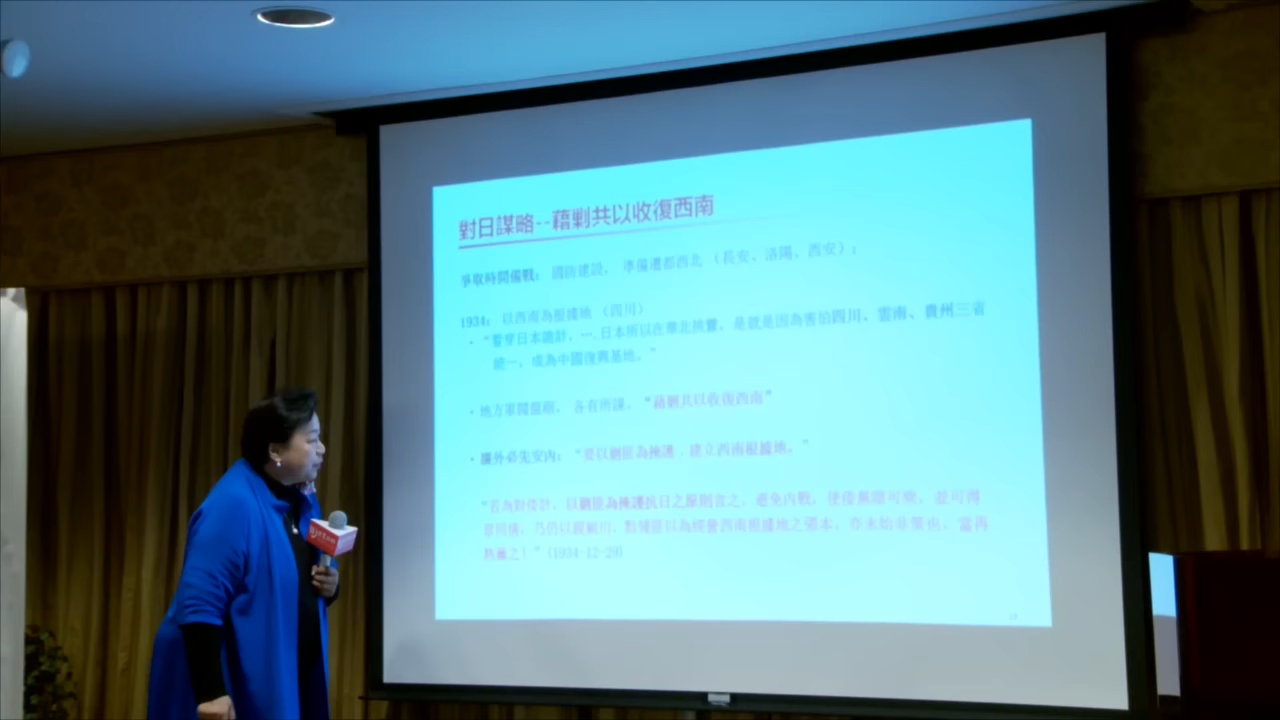 對日謀略--藉剿共以收復西南
爭取時間備戰： 國防建設， 準備遷都西北 （長安、洛陽、西安）；
1934： 以西南為根據地 （四川）
• “看穿日本詭計，一.日本所以在華北挑釁，是就是因為害怕四川、雲南、貴州三省
統一，成為中國復興基地。”
• 地方軍閥盤踞， 各有所謀。 “藉剿共以收復西南”
• 攘外必先安內： “要以剿匪為掩護，建立西南根據地。”
“若為對倭計，以剿匪為掩護抗日之原則言之，避免內戰，使倭無隙可乘，並可得
眾同情，乃仍以親剿川、黔殘匪以為經營西南根據地之張本，亦未始非策也，當再
熟籌之！” (1934-12-29)